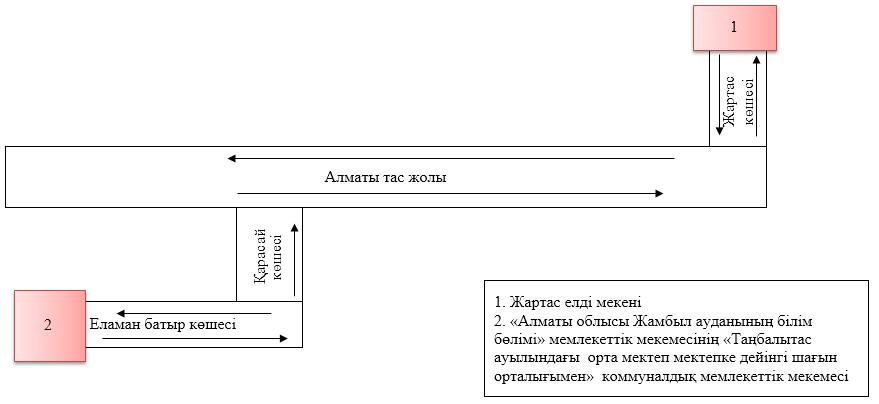 1
Жартас
көшесі
Алматы тас жолы
Қарасай
көшесі
2
Еламан батыр көшесі
1. Жартас елді мекені
2. «Алматы облысы Жамбыл ауданының білім
бөлімі» мемлекеттік мекемесінің «Таңбалытас
ауылындағы орта мектеп мектепке дейінгі шағын
орталығымен» коммуналдық мемлекеттік мекемесі